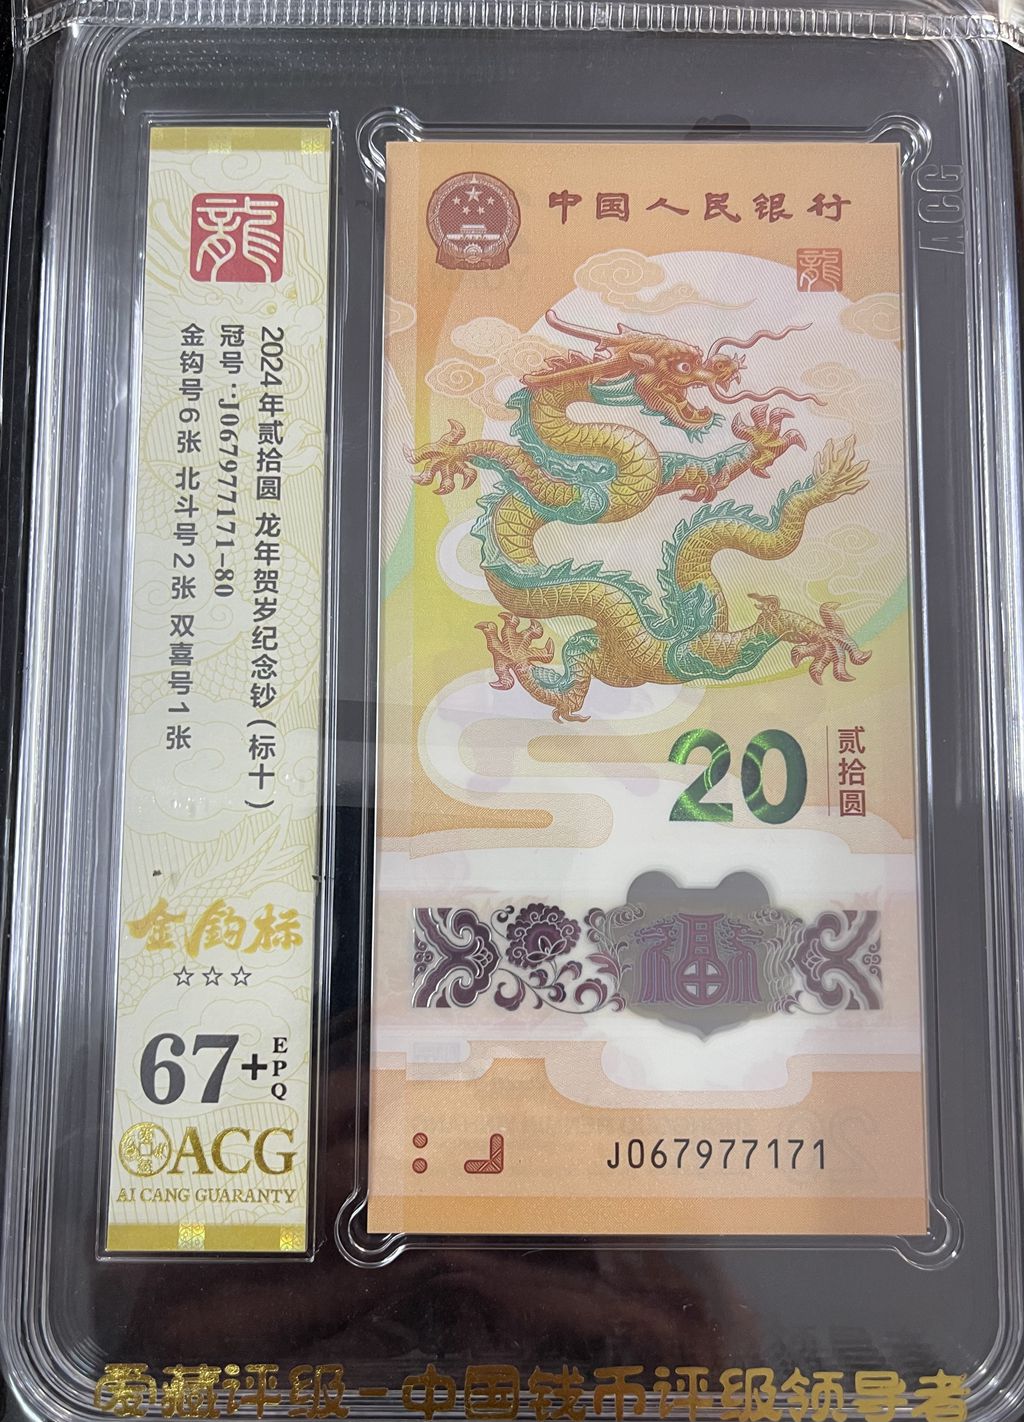 龍
2024年贰拾圆 龙年贺岁纪念钞(标十)
冠号:J067977171-80
金钩号6张 北斗号2张 双喜号1张
金钩标
☆☆☆
67+EPQ
ACG
AI CANG GUARANTY
中国人民银行
龍
20
贰拾圆
福
J067977171
ACG
爱藏评级-中国钱币评级领导者